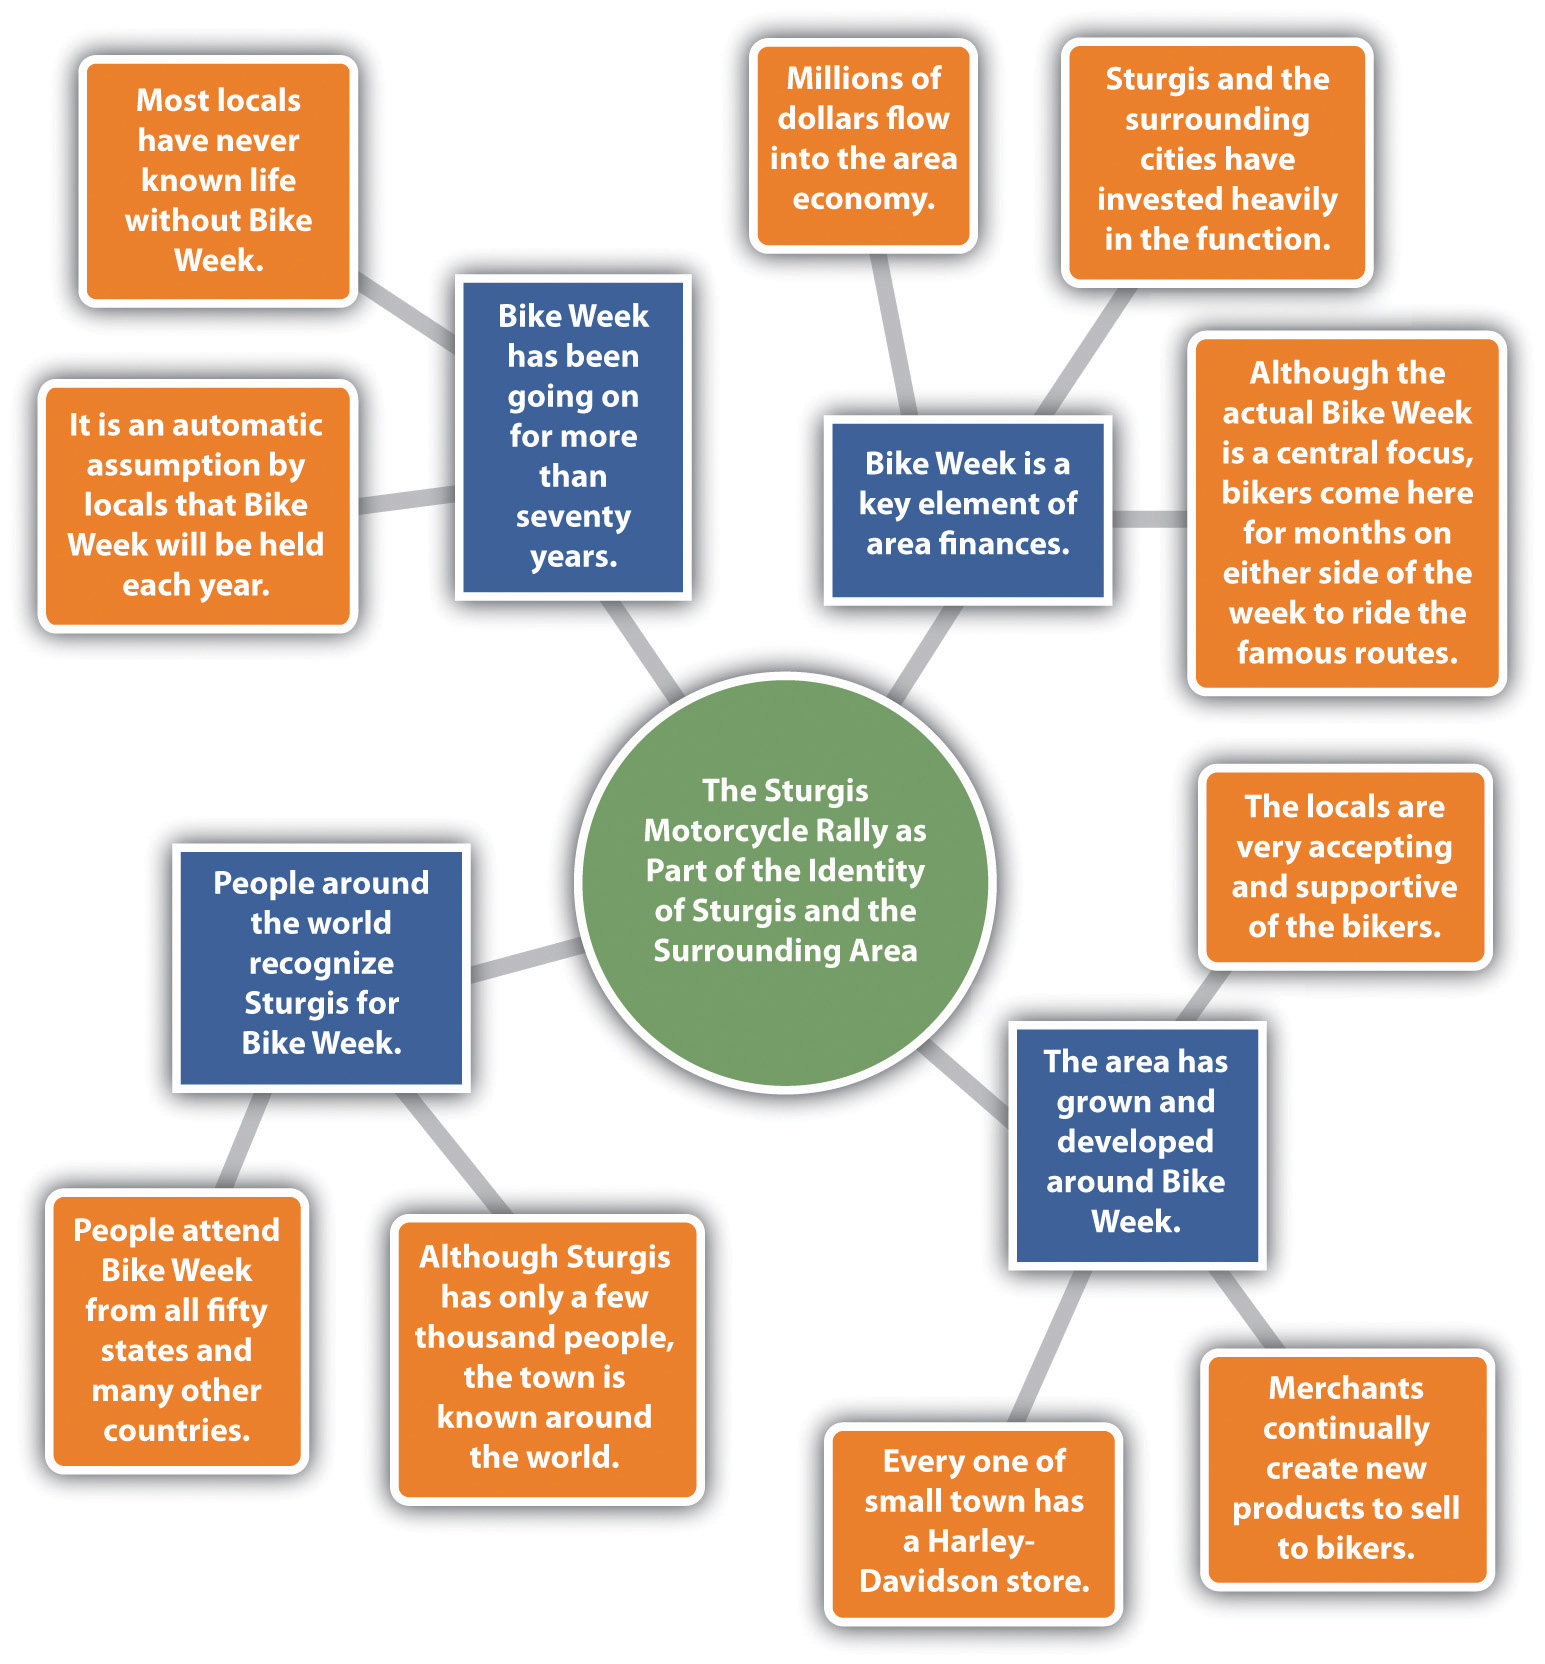 Most locals
have never
known life
without Bike
Week.
It is an automatic
assumption by
locals that Bike
Week will be held
each year.
Bike Week
has been
going on
for more
than
seventy
years.
Millions of
dollars flow
into the area
economy.
Sturgis and the
surrounding
cities have
invested heavily
in the function.
Although the
actual Bike Week
is a central focus,
bikers come here
for months on
either side of the
week to ride the
famous routes.
Bike Week is a
key element of
area finances.
The Sturgis
Motorcycle Rally as
Part of the Identity
of Sturgis and the
Surrounding Area
People around
the world
recognize
Sturgis for
Bike Week.
People attend
Bike Week
from all fifty
states and
many other
countries.
Although Sturgis
has only a few
thousand people,
the town is
known around
the world.
The locals are
very accepting
and supportive
of the bikers.
The area has
grown and
developed
around Bike
Week.
Every one of
small town has
a Harley-
Davidson store.
Merchants
continually
create new
products to sell
to bikers.